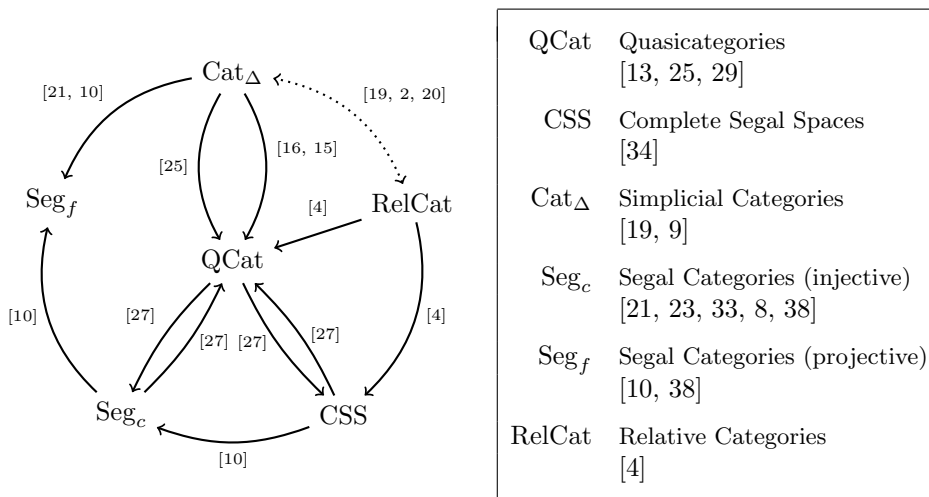 Cat_Δ
[21, 10]
[19, 2, 20]
[16, 15]
[25]
Seg_f
RelCat
[4]
QCat
[10]
[27]
[27]
[27]
[27]
[4]
Seg_c
CSS
[10]
QCat Quasicategories
[13, 25, 29]
CSS Complete Segal Spaces
[34]
Cat_Δ Simplicial Categories
[19, 9]
Seg_c Segal Categories (injective)
[21, 23, 33, 8, 38]
Seg_f Segal Categories (projective)
[10, 38]
RelCat Relative Categories
[4]